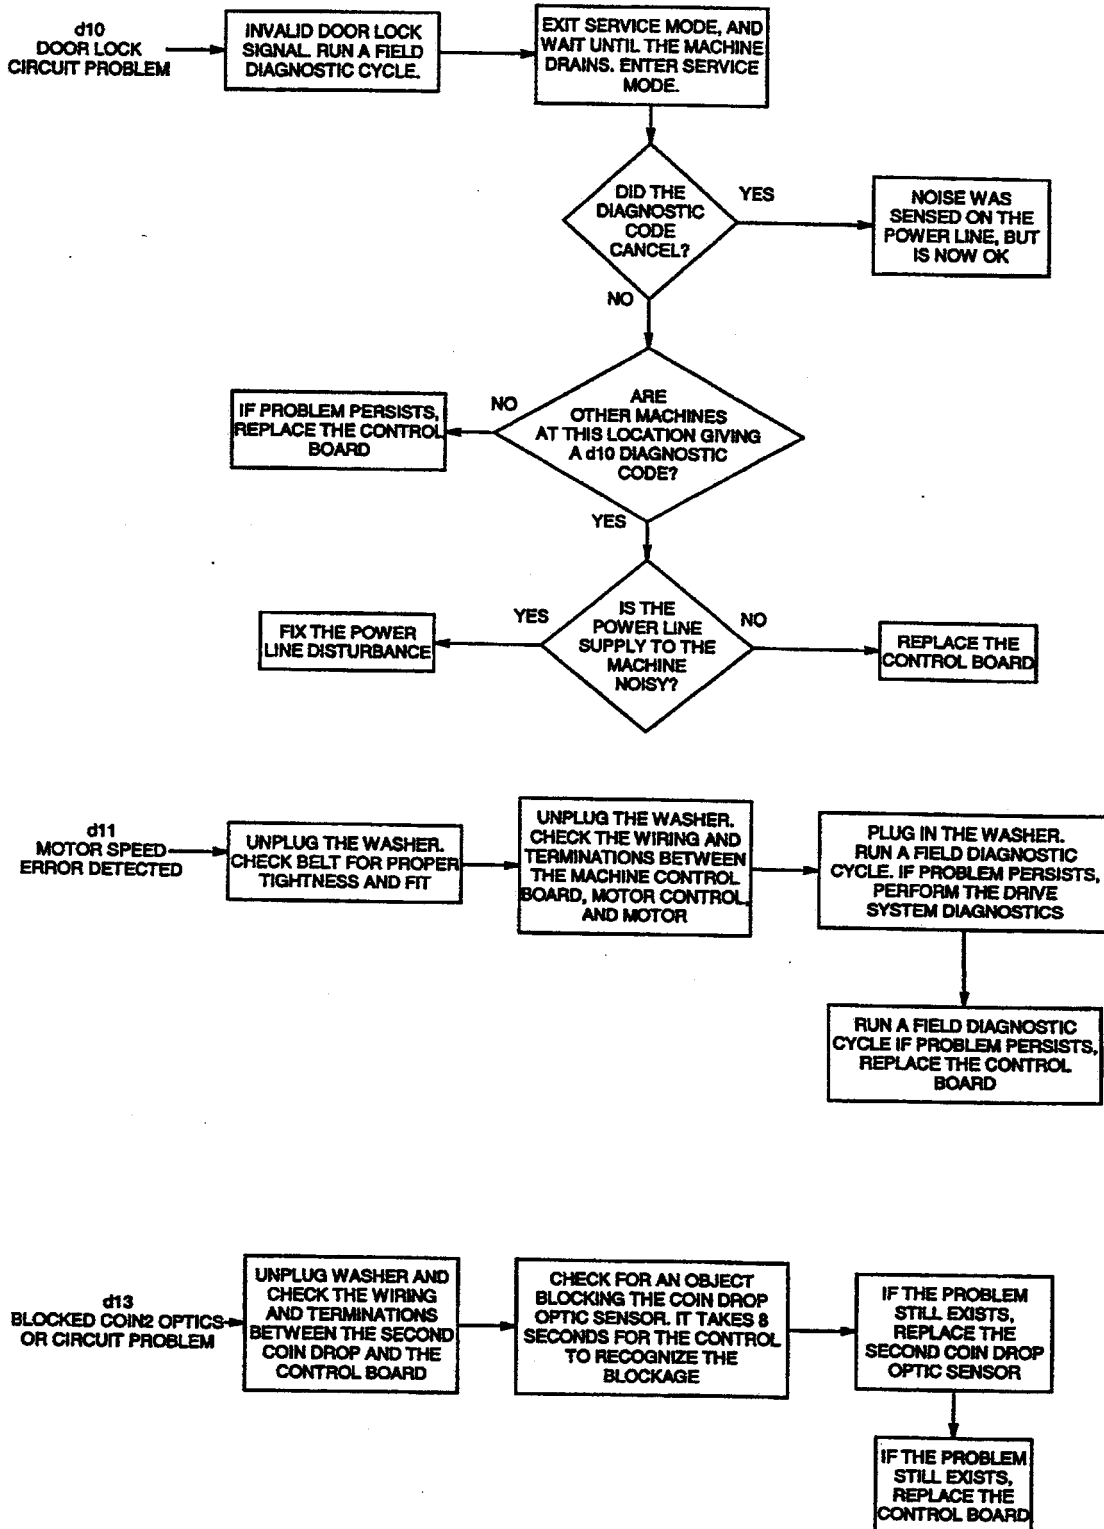 d10
DOOR LOCK
CIRCUIT PROBLEM
INVALID DOOR LOCK
SIGNAL. RUN A FIELD
DIAGNOSTIC CYCLE.
EXIT SERVICE MODE, AND
WAIT UNTIL THE MACHINE
DRAINS. ENTER SERVICE
MODE.
DID THE
DIAGNOSTIC
CODE
CANCEL?
YES
NOISE WAS
SENSED ON THE
POWER LINE, BUT
IS NOW OK
NO
ARE
OTHER MACHINES
AT THIS LOCATION GIVING
A d10 DIAGNOSTIC
CODE?
NO
IF PROBLEM PERSISTS,
REPLACE THE CONTROL
BOARD
YES
IS THE
POWER LINE
SUPPLY TO THE
MACHINE
NOISY?
YES
FIX THE POWER
LINE DISTURBANCE
NO
REPLACE THE
CONTROL BOARD
d11
MOTOR SPEED
ERROR DETECTED
UNPLUG THE WASHER.
CHECK BELT FOR PROPER
TIGHTNESS AND FIT
UNPLUG THE WASHER.
CHECK THE WIRING AND
TERMINATIONS BETWEEN
THE MACHINE CONTROL
BOARD, MOTOR CONTROL,
AND MOTOR
PLUG IN THE WASHER.
RUN A FIELD DIAGNOSTIC
CYCLE. IF PROBLEM PERSISTS,
PERFORM THE DRIVE
SYSTEM DIAGNOSTICS
RUN A FIELD DIAGNOSTIC
CYCLE IF PROBLEM PERSISTS,
REPLACE THE CONTROL
BOARD
d13
BLOCKED COIN2 OPTICS
OR CIRCUIT PROBLEM
UNPLUG WASHER AND
CHECK THE WIRING
AND TERMINATIONS
BETWEEN THE SECOND
COIN DROP AND THE
CONTROL BOARD
CHECK FOR AN OBJECT
BLOCKING THE COIN DROP
OPTIC SENSOR. IT TAKES 8
SECONDS FOR THE CONTROL
TO RECOGNIZE THE
BLOCKAGE
IF THE PROBLEM
STILL EXISTS,
REPLACE THE
SECOND COIN DROP
OPTIC SENSOR
IF THE PROBLEM
STILL EXISTS,
REPLACE THE
CONTROL BOARD